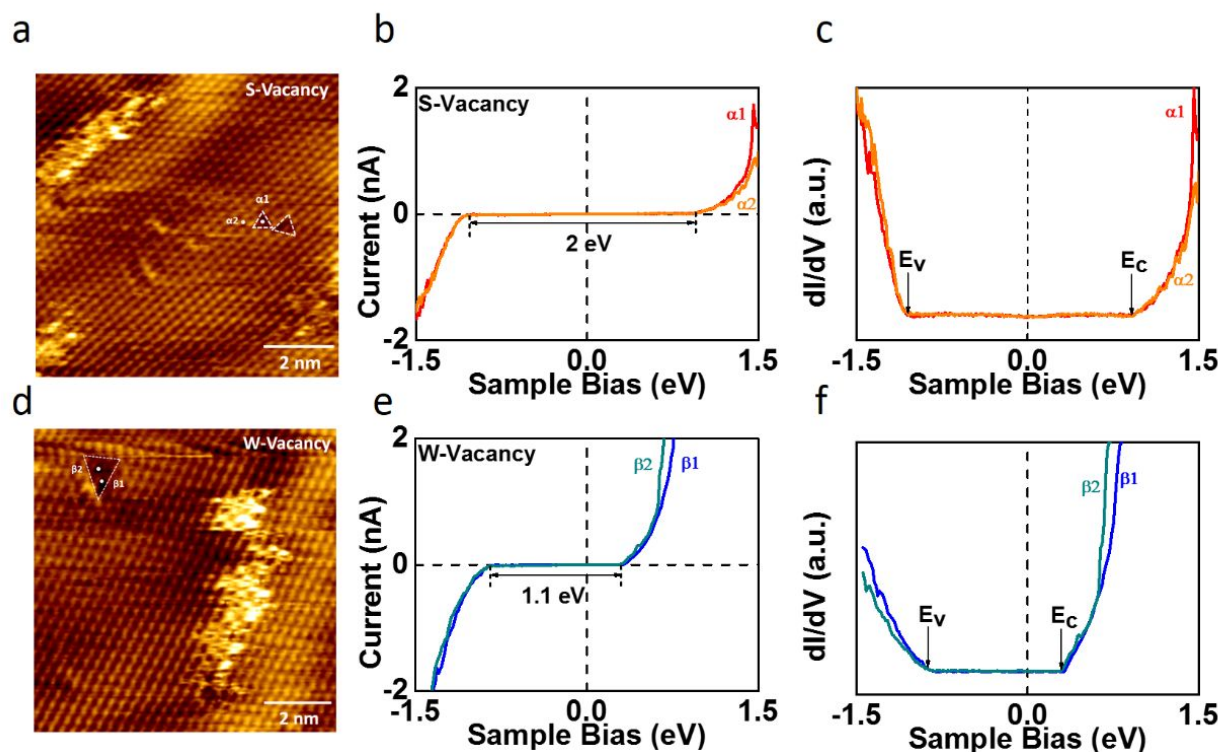 a
S-Vacancy
α1
α2
2 nm
b
S-Vacancy
α1
α2
2 eV
2
0
-2
Current (nA)
-1.5 0.0 1.5
Sample Bias (eV)
c
α1
α2
Ev
Ec
dI/dV (a.u.)
-1.5 0.0 1.5
Sample Bias (eV)
d
W-Vacancy
β2
β1
2 nm
e
W-Vacancy
β2
β1
1.1 eV
2
0
-2
Current (nA)
-1.5 0.0 1.5
Sample Bias (eV)
f
β2
β1
Ev
Ec
dI/dV (a.u.)
-1.5 0.0 1.5
Sample Bias (eV)